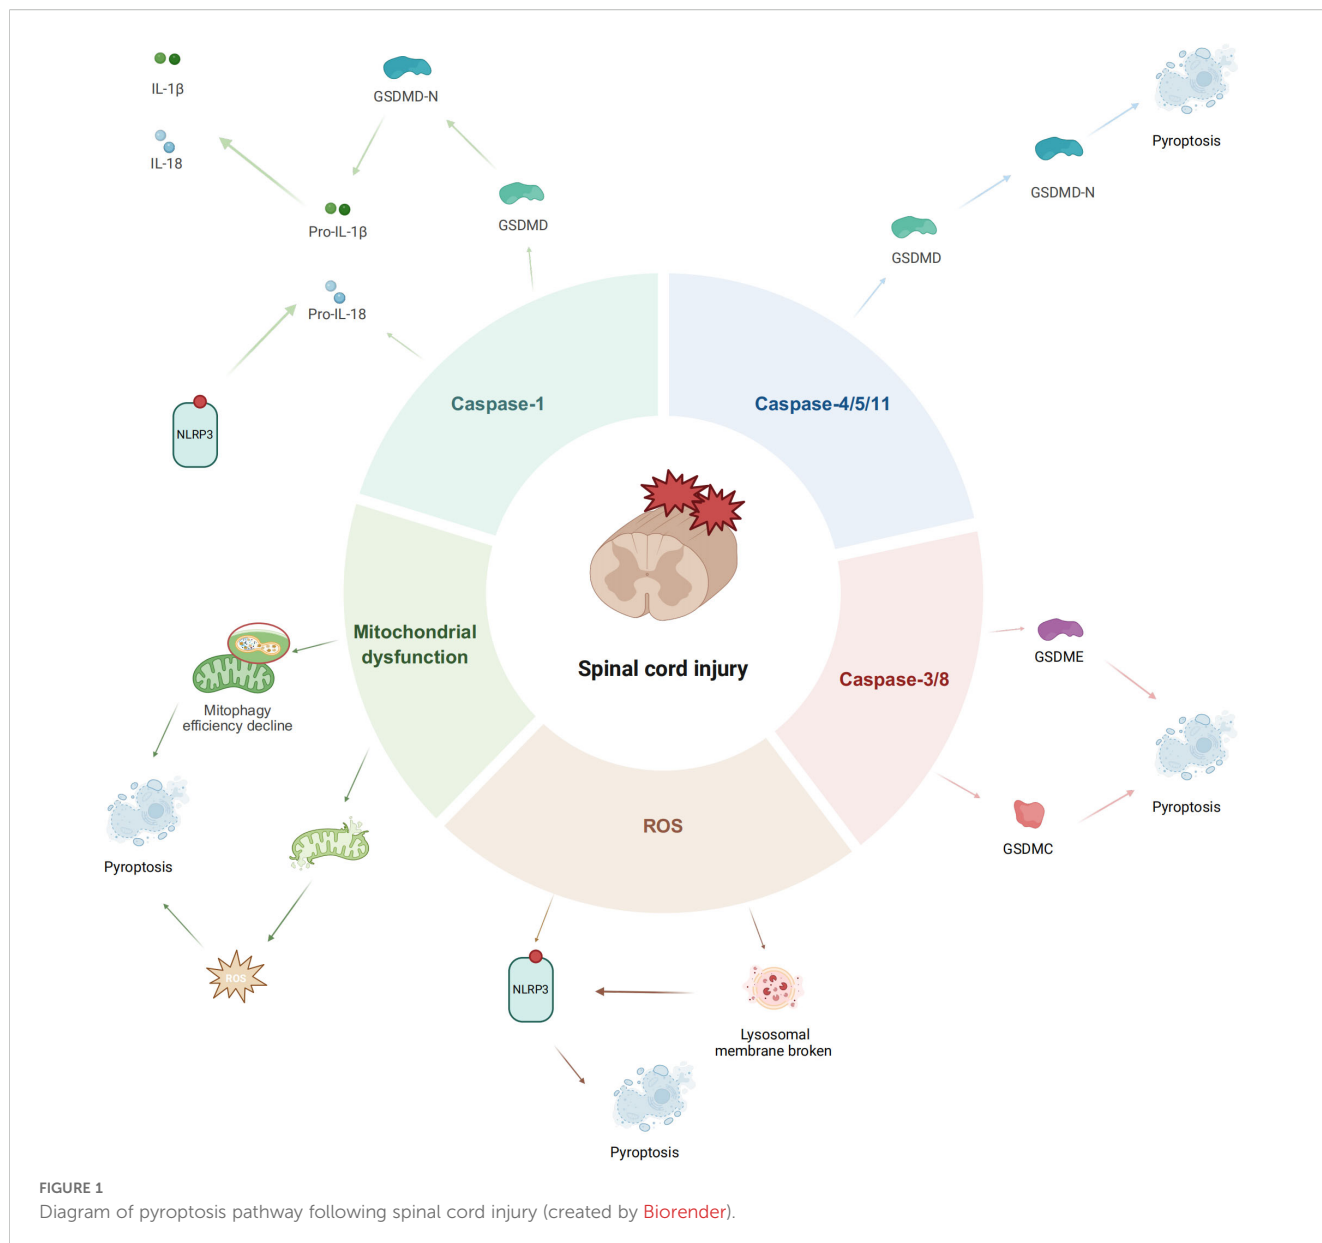 IL-1β
IL-18
GSDMD-N
Pro-IL-1β
GSDMD
Pro-IL-18
NLRP3
Caspase-1
Caspase-4/5/11
GSDMD
GSDMD-N
Pyroptosis
Spinal cord injury
Mitochondrial
dysfunction
Mitophagy
efficiency decline
Pyroptosis
ROS
Caspase-3/8
GSDME
GSDMC
Pyroptosis
ROS
NLRP3
Lysosomal
membrane broken
Pyroptosis
FIGURE 1
Diagram of pyroptosis pathway following spinal cord injury (created by Biorender).